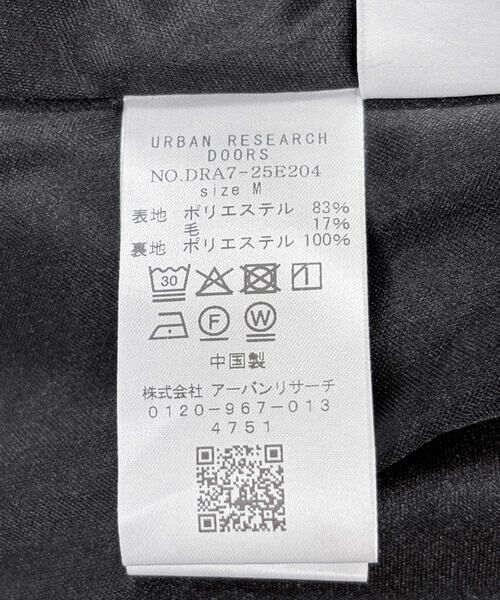 URBAN RESEARCH
DOORS
NO.DRA7-25E204
size M
表地 ポリエステル 83%
毛 17%
裏地 ポリエステル 100%
30
F
W
中国製
株式会社 アーバンリサーチ
0120-967-013
4751